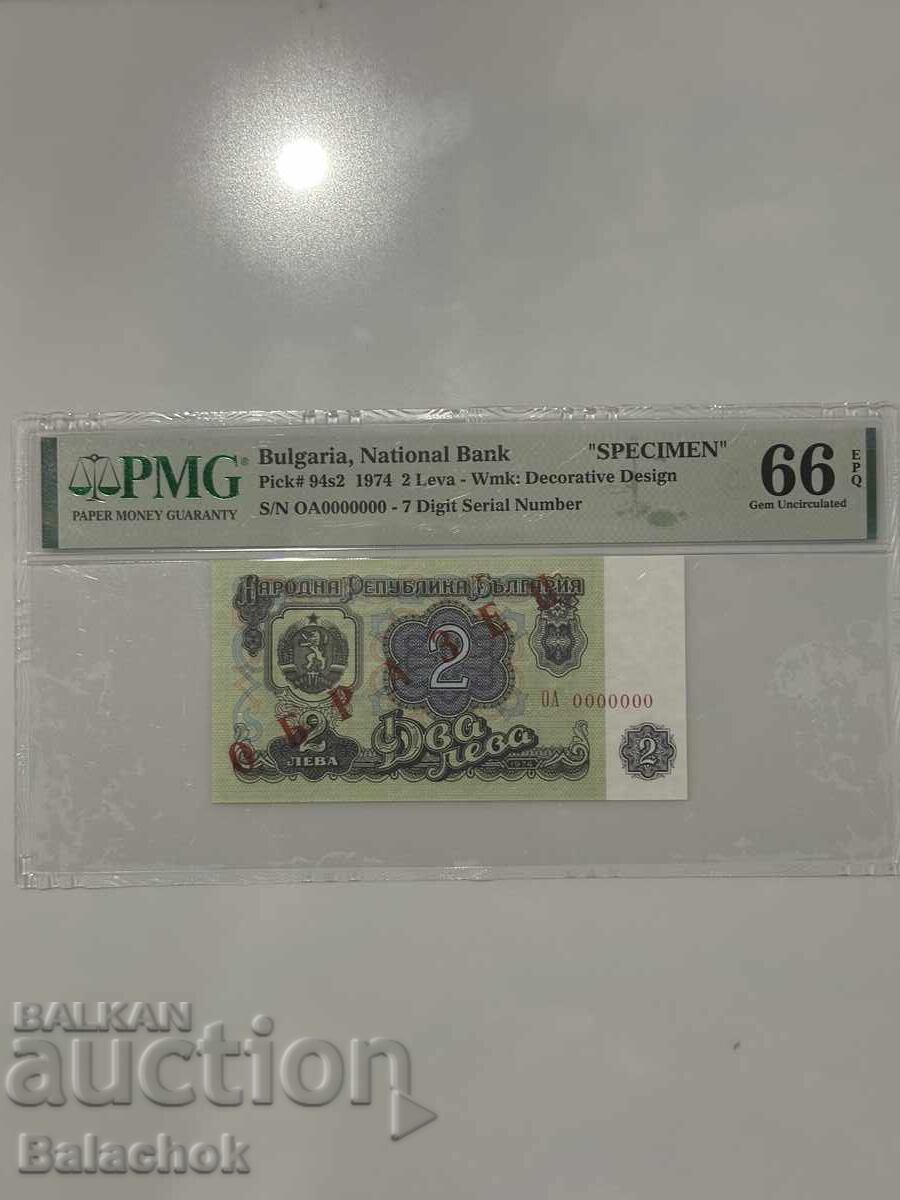 PMG®
PAPER MONEY GUARANTY
Bulgaria, National Bank "SPECIMEN"
Pick# 94s2 1974 2 Leva - Wmk: Decorative Design
S/N OA0000000 - 7 Digit Serial Number
66 EPQ
Gem Uncirculated
НАРОДНА РЕПУБЛИКА БЪЛГАРИЯ
2
ОБРАЗЕЦ
ОА 0000000
2
ЛЕВА
Два
лева
1974
2
BALKAN
auction
Balachok